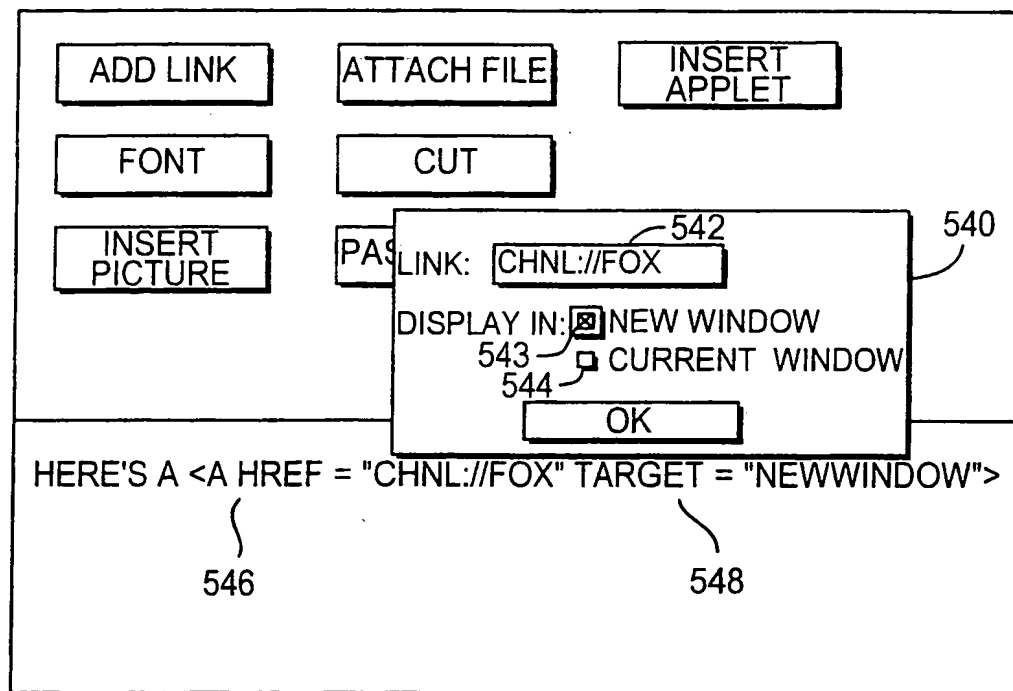 ADD LINK
ATTACH FILE
INSERT
APPLET
FONT
CUT
INSERT
PICTURE
PAS
542
540
LINK:
CHNL://FOX
DISPLAY IN:
NEW WINDOW
543
CURRENT WINDOW
544
OK
HERE'S A <A HREF = "CHNL://FOX" TARGET = "NEWWINDOW">
546
548